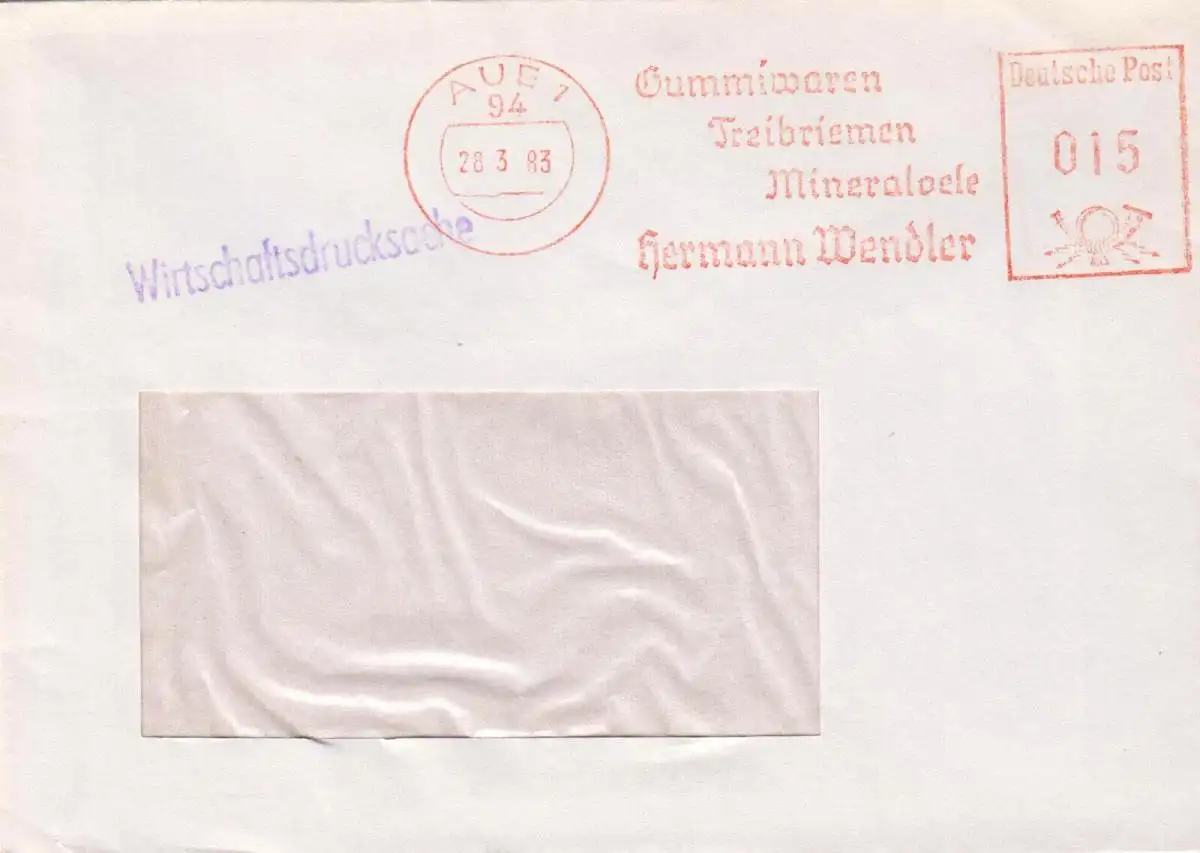 AUE 1
94
28 3 83
Gummiwaren
Treibriemen
Mineraloele
Hermann Wendler
Deutsche Post
015
Wirtschaftsdrucksache